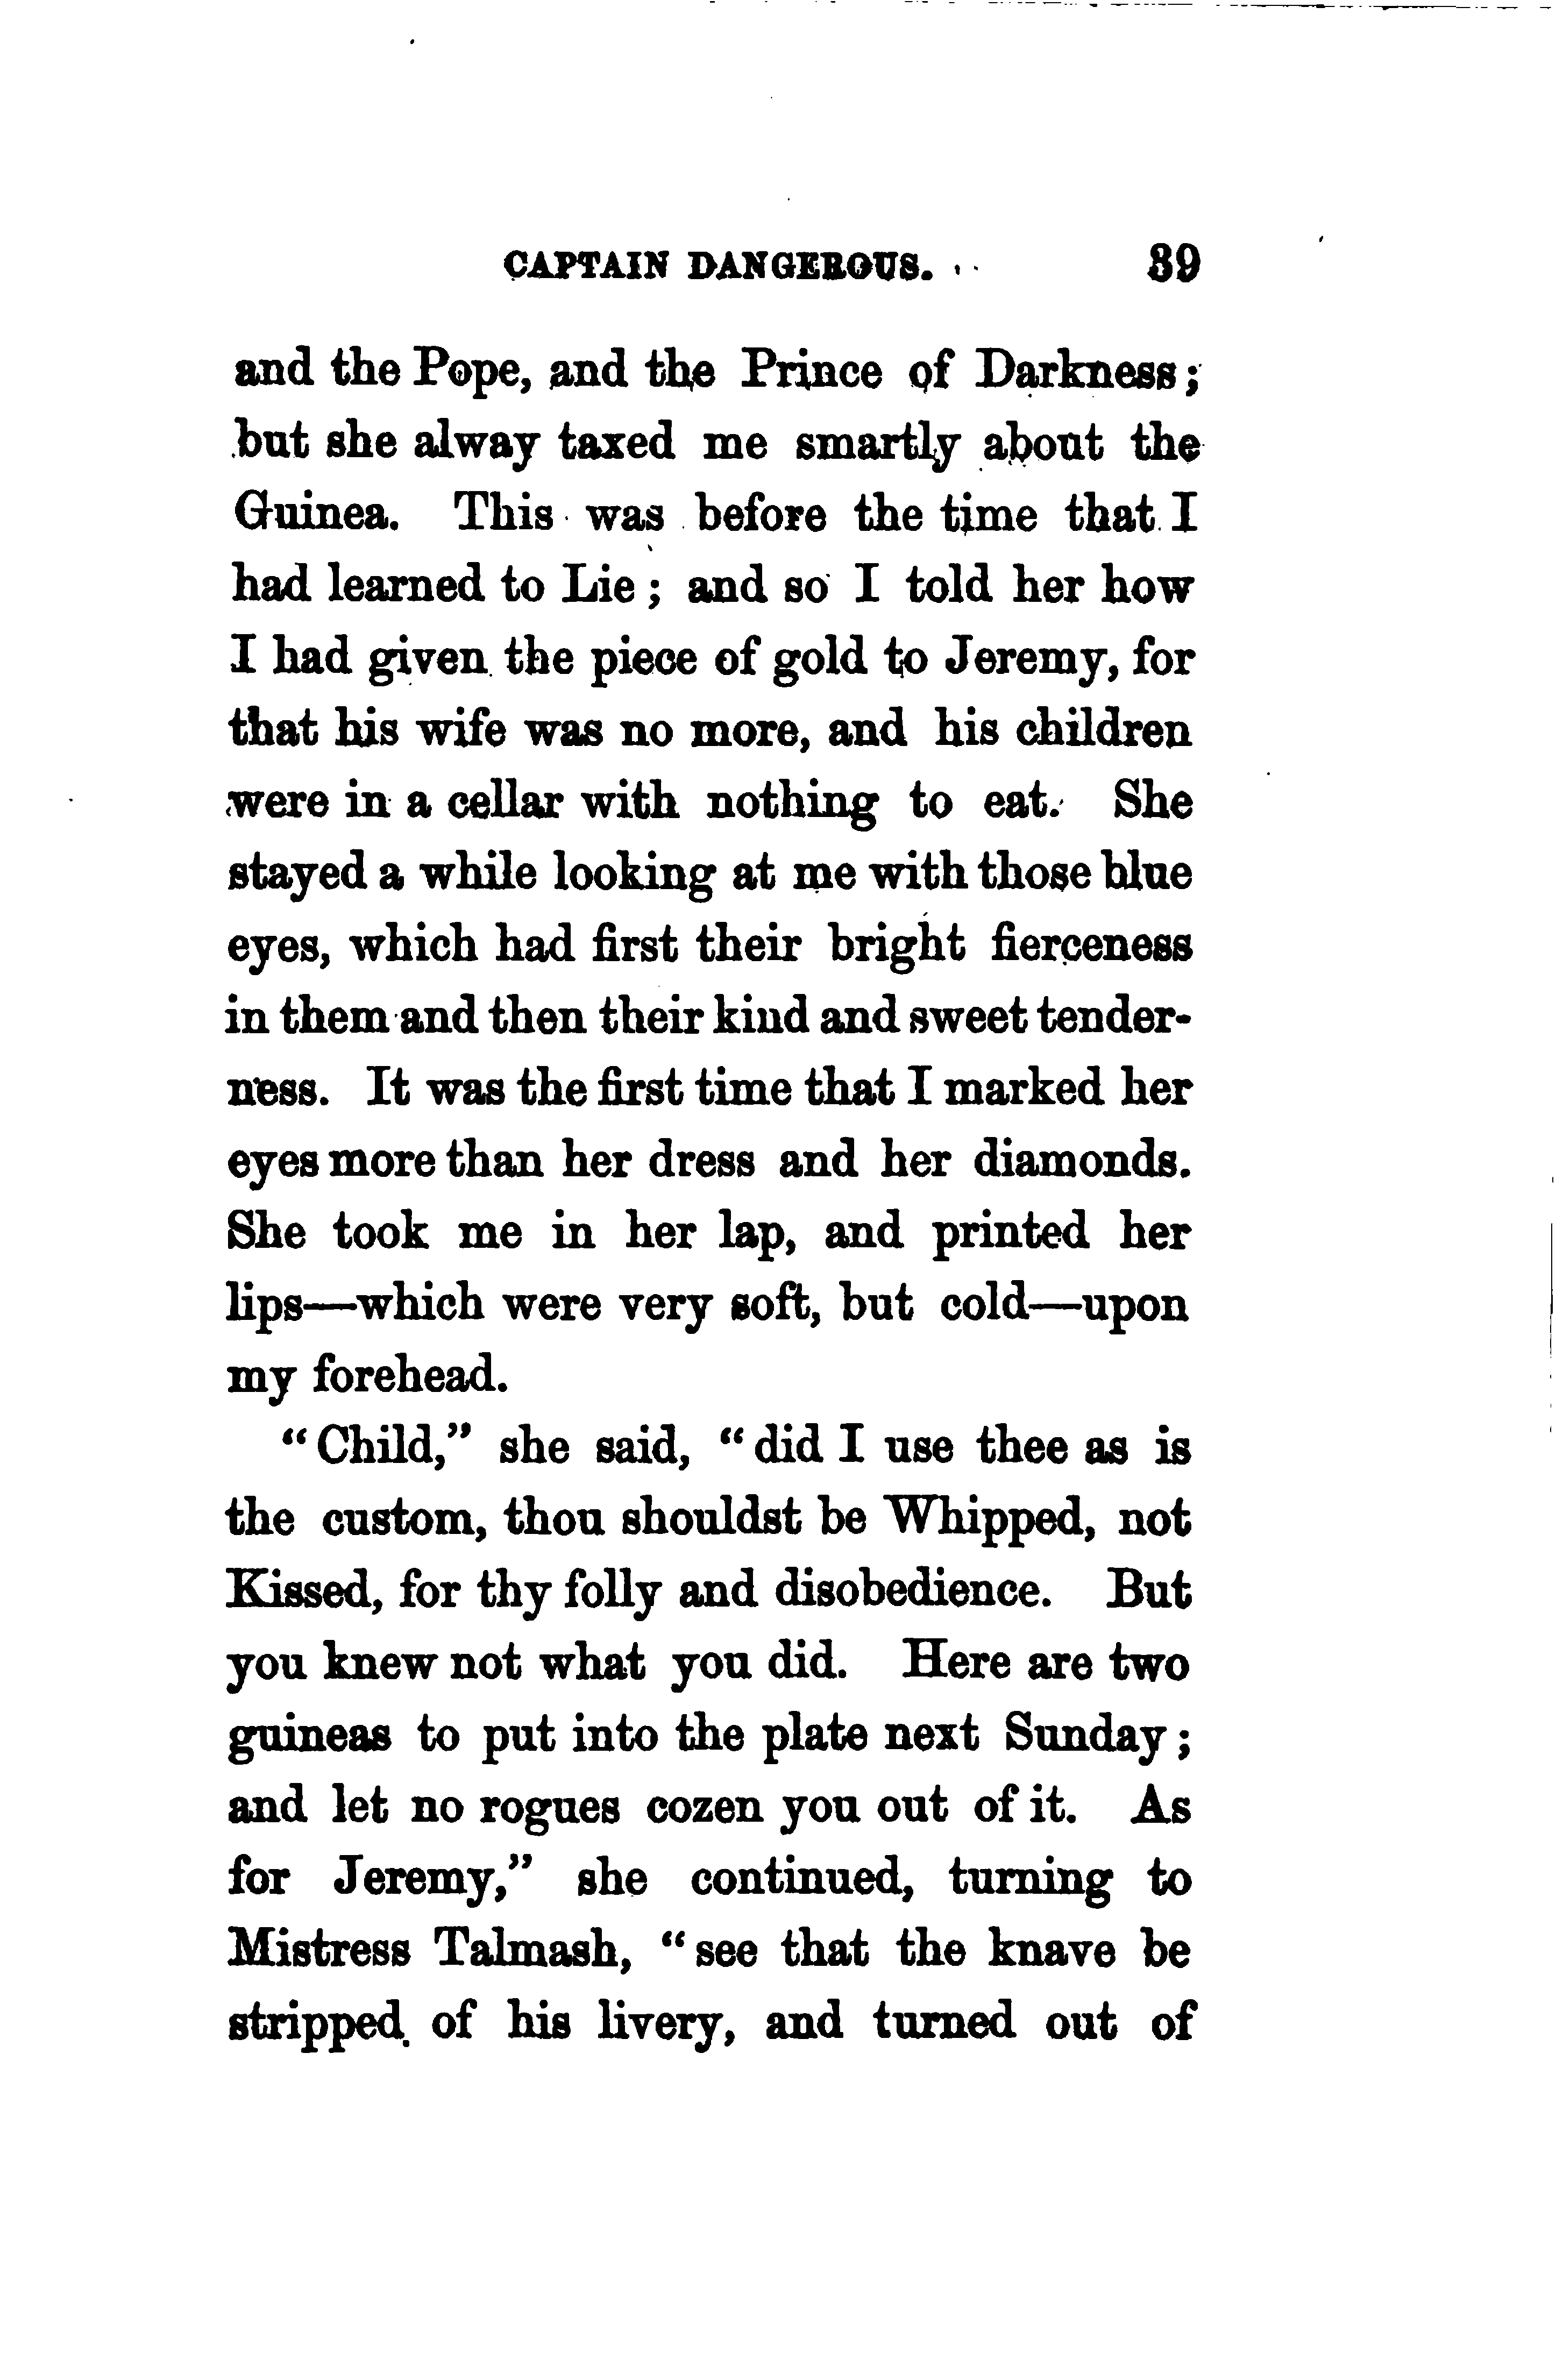 CAPTAIN DANGEROUS. 39
and the Pope, and the Prince of Darkness;
but she alway taxed me smartly about the
Guinea. This was before the time that I
had learned to Lie; and so I told her how
I had given the piece of gold to Jeremy, for
that his wife was no more, and his children
were in a cellar with nothing to eat. She
stayed a while looking at me with those blue
eyes, which had first their bright fierceness
in them and then their kind and sweet tender-
ness. It was the first time that I marked her
eyes more than her dress and her diamonds.
She took me in her lap, and printed her
lips—which were very soft, but cold—upon
my forehead.
“Child,” she said, “did I use thee as is
the custom, thou shouldst be Whipped, not
Kissed, for thy folly and disobedience. But
you knew not what you did. Here are two
guineas to put into the plate next Sunday;
and let no rogues cozen you out of it. As
for Jeremy,” she continued, turning to
Mistress Talmash, “see that the knave be
stripped of his livery, and turned out of